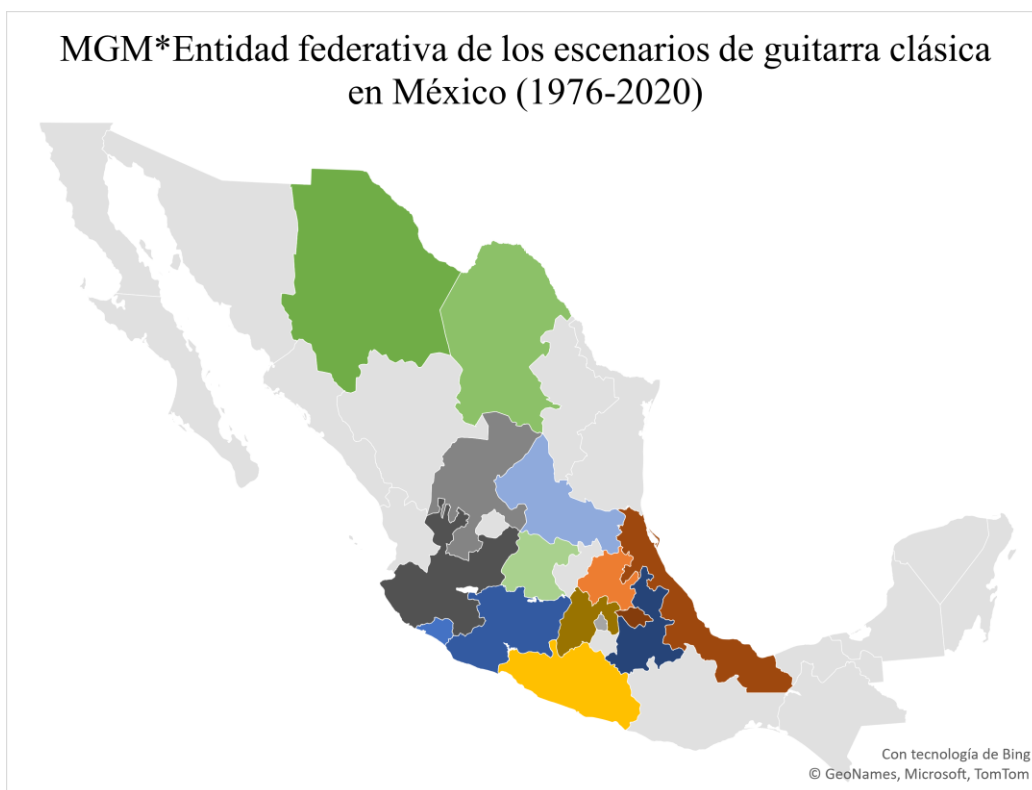 MGM*Entidad federativa de los escenarios de guitarra clásica
en México (1976-2020)
Con tecnología de Bing
© GeoNames, Microsoft, TomTom